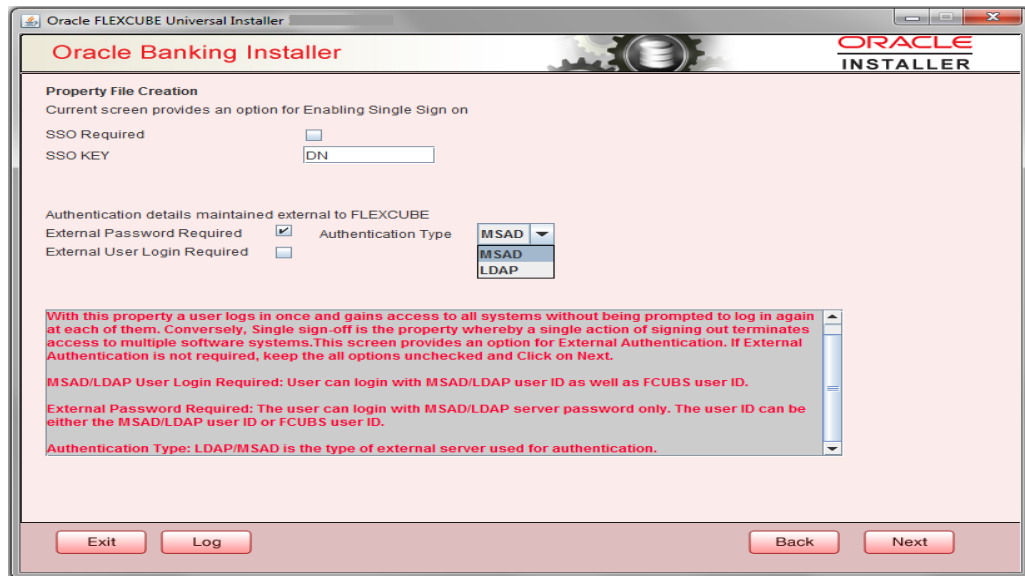 Oracle FLEXCUBE Universal Installer
Oracle Banking Installer
ORACLE
INSTALLER
Property File Creation
Current screen provides an option for Enabling Single Sign on
SSO Required
SSO KEY
DN
Authentication details maintained external to FLEXCUBE
External Password Required
Authentication Type
MSAD
External User Login Required
MSAD
LDAP
With this property a user logs in once and gains access to all systems without being prompted to log in again
at each of them. Conversely, Single sign-off is the property whereby a single action of signing out terminates
access to multiple software systems.This screen provides an option for External Authentication. If External
Authentication is not required, keep the all options unchecked and Click on Next.
MSAD/LDAP User Login Required: User can login with MSAD/LDAP user ID as well as FCUBS user ID.
External Password Required: The user can login with MSAD/LDAP server password only. The user ID can be
either the MSAD/LDAP user ID or FCUBS user ID.
Authentication Type: LDAP/MSAD is the type of external server used for authentication.
Exit
Log
Back
Next